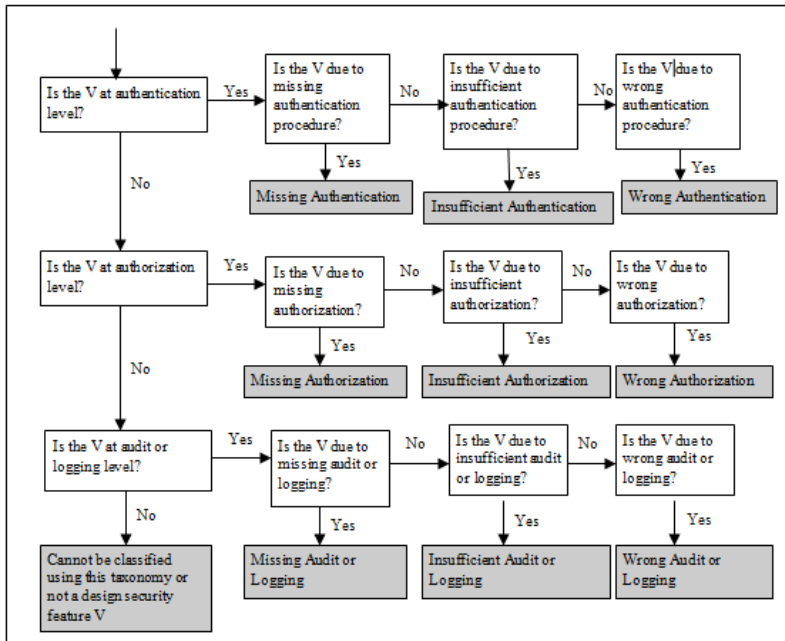 Is the V at authentication
level?
Yes
Is the V due to
missing
authentication
procedure?
No
Is the V due to
insufficient
authentication
procedure?
No
Is the V due to
wrong
authentication
procedure?
Yes
Yes
Yes
No
Missing Authentication
Insufficient Authentication
Wrong Authentication
Is the V at authorization
level?
Yes
Is the V due to
missing
authorization?
No
Is the V due to
insufficient
authorization?
No
Is the V due to
wrong
authorization?
Yes
Yes
Yes
No
Missing Authorization
Insufficient Authorization
Wrong Authorization
Is the V at audit or
logging level?
Yes
Is the V due to
missing audit or
logging?
No
Is the V due to
insufficient audit
or logging?
No
Is the V due to
wrong audit or
logging?
No
Yes
Yes
Yes
Cannot be classified
using this taxonomy or
not a design security
feature V
Missing Audit or
Logging
Insufficient Audit or
Logging
Wrong Audit or
Logging